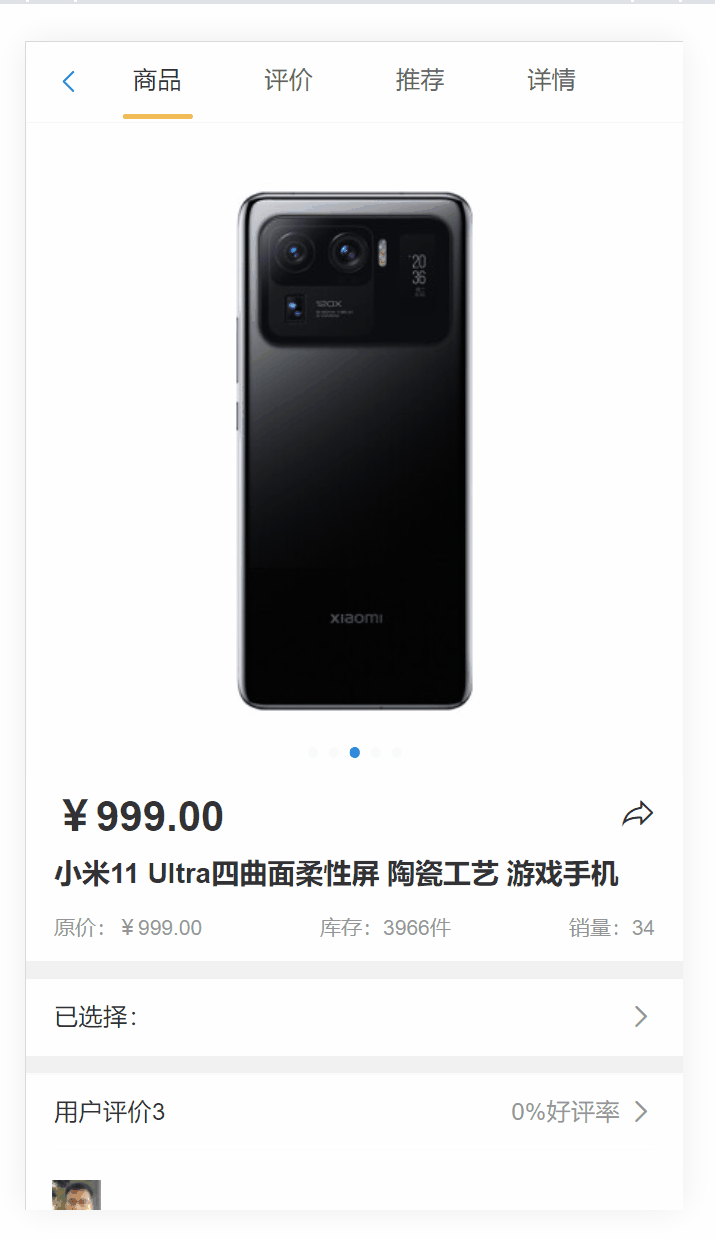 商品 评价 推荐 详情
20
36
120X
xiaomi
￥999.00
小米11 Ultra四曲面柔性屏 陶瓷工艺 游戏手机
原价：￥999.00 库存：3966件 销量：34
已选择：
用户评价3 0%好评率